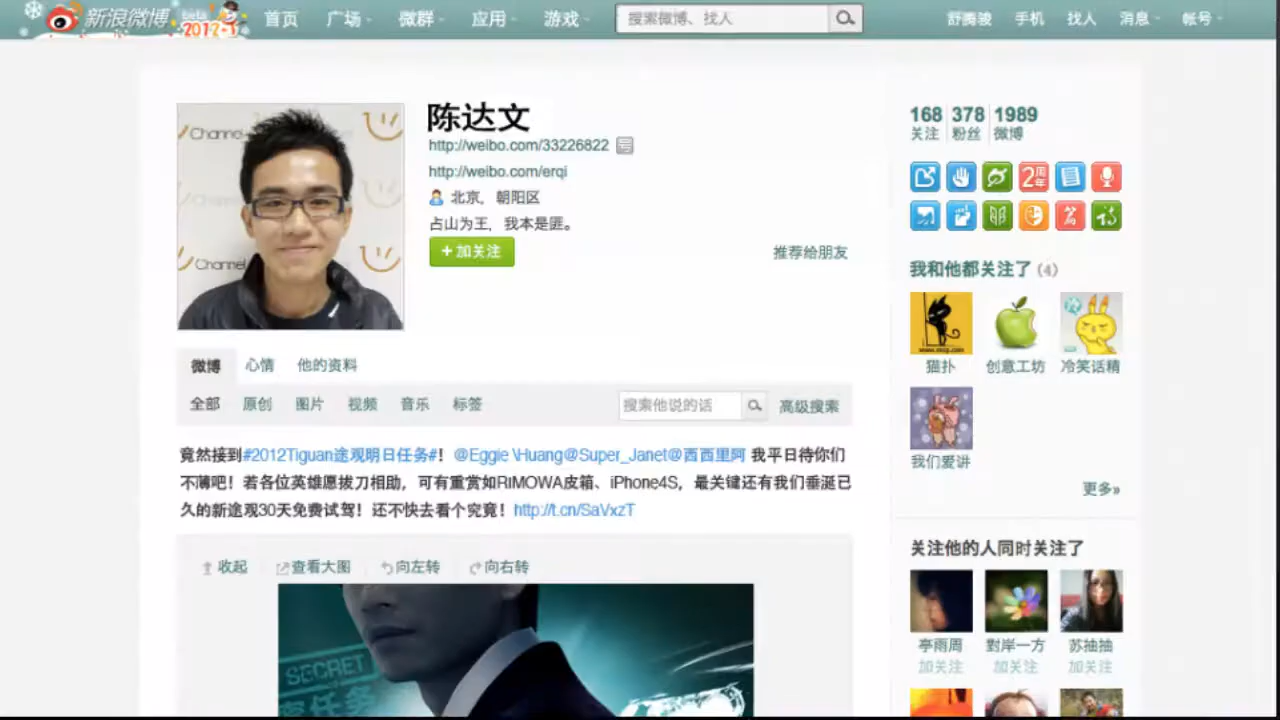 新浪微博 beta 2012-1 首页 广场 微群 应用 游戏 搜索微博、找人 舒腾骏 手机 找人 消息 帐号
Channel
Channel
Channel
陈达文
http://weibo.com/33226822
http://weibo.com/erqi
北京，朝阳区
占山为王，我本是匪。
+加关注
推荐给朋友
微博 心情 他的资料
全部 原创 图片 视频 音乐 标签 搜索他说的话 高级搜索
竟然接到#2012Tiguan途观明日任务#！@Eggie \Huang@Super_Janet@西西里阿 我平日待你们
不薄吧！若各位英雄愿拔刀相助，可有重赏如RIMOWA皮箱、iPhone4S，最关键还有我们垂涎已
久的新途观30天免费试驾！还不快去看个究竟！http://t.cn/SaVxzT
收起 查看大图 向左转 向右转
SECRET
任务
168 378 1989
关注 粉丝 微博
2周年
我和他都关注了 (4)
猫扑 创意工坊 冷笑话精
我们爱讲
更多»
关注他的人同时关注了
亭雨周 對岸一方 苏抽抽
加关注 加关注 加关注